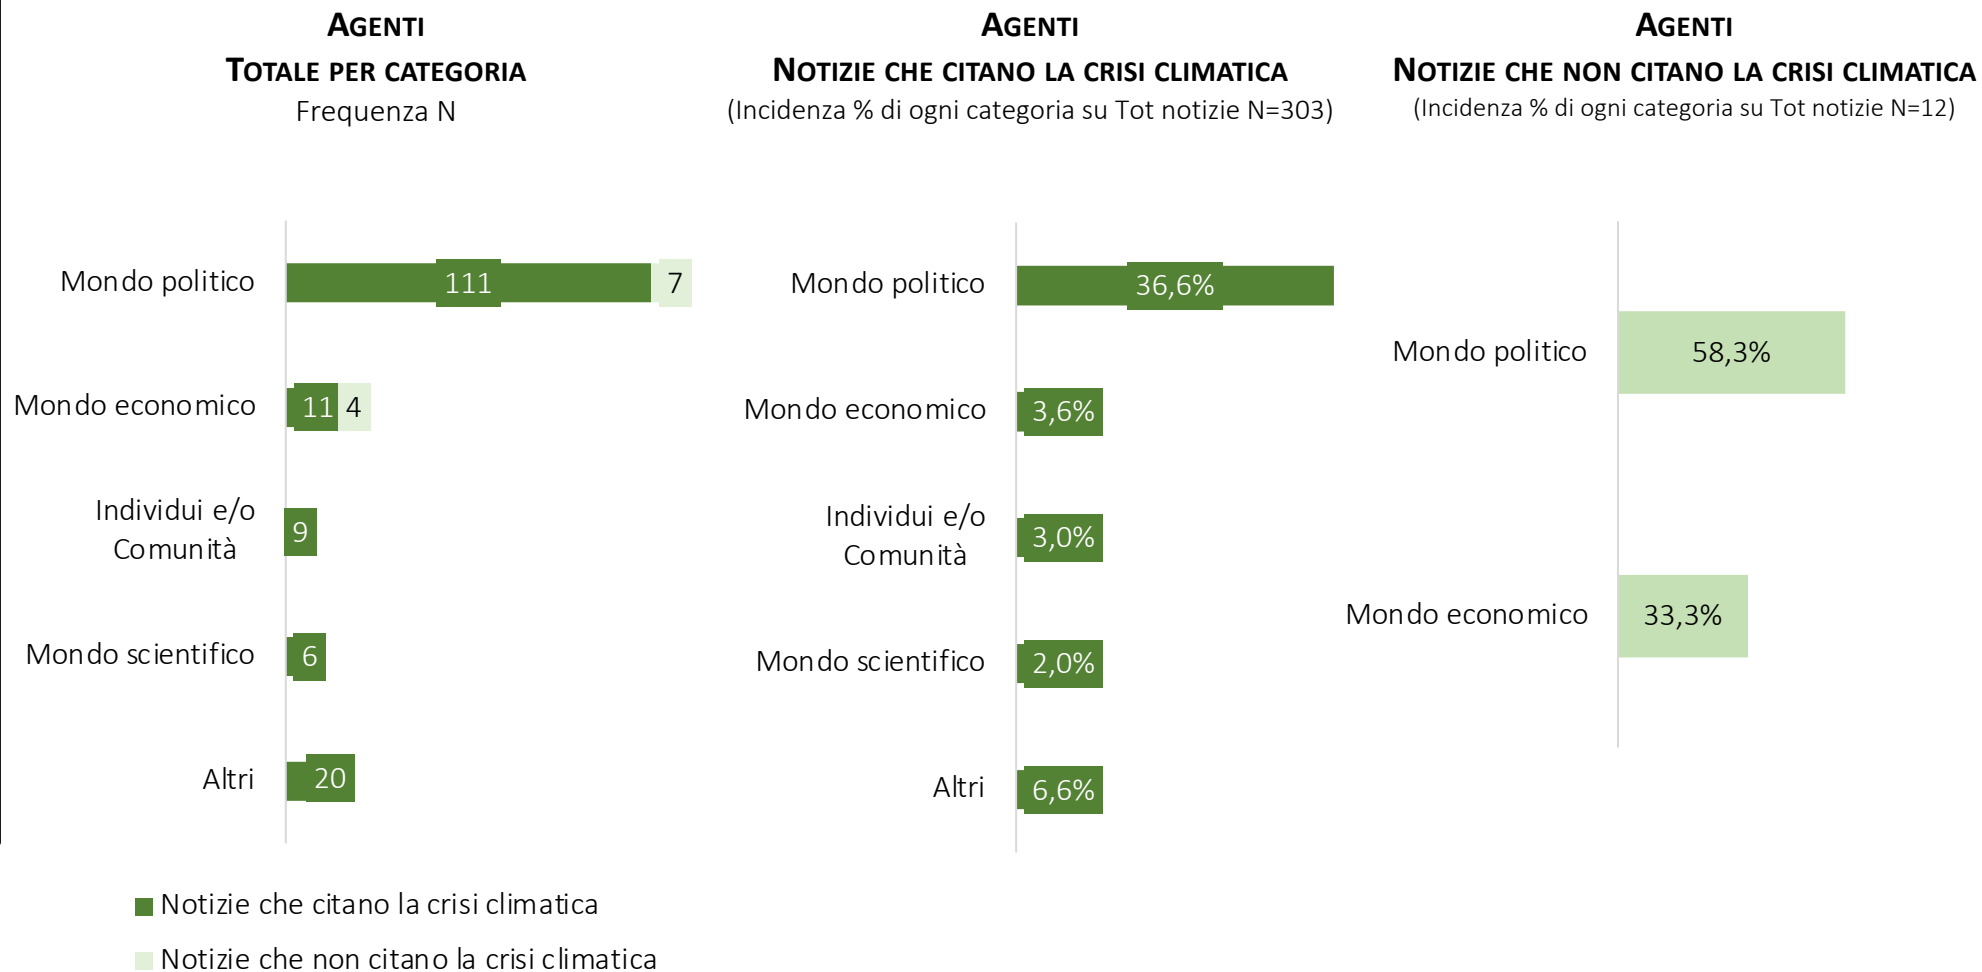 AGENTI
TOTALE PER CATEGORIA
Frequenza N
Mondo politico
111
7
Mondo economico
11
4
Individui e/o
Comunità
9
Mondo scientifico
6
Altri
20
Notizie che citano la crisi climatica
Notizie che non citano la crisi climatica
AGENTI
NOTIZIE CHE CITANO LA CRISI CLIMATICA
(Incidenza % di ogni categoria su Tot notizie N=303)
Mondo politico
36,6%
Mondo economico
3,6%
Individui e/o
Comunità
3,0%
Mondo scientifico
2,0%
Altri
6,6%
AGENTI
NOTIZIE CHE NON CITANO LA CRISI CLIMATICA
(Incidenza % di ogni categoria su Tot notizie N=12)
Mondo politico
58,3%
Mondo economico
33,3%